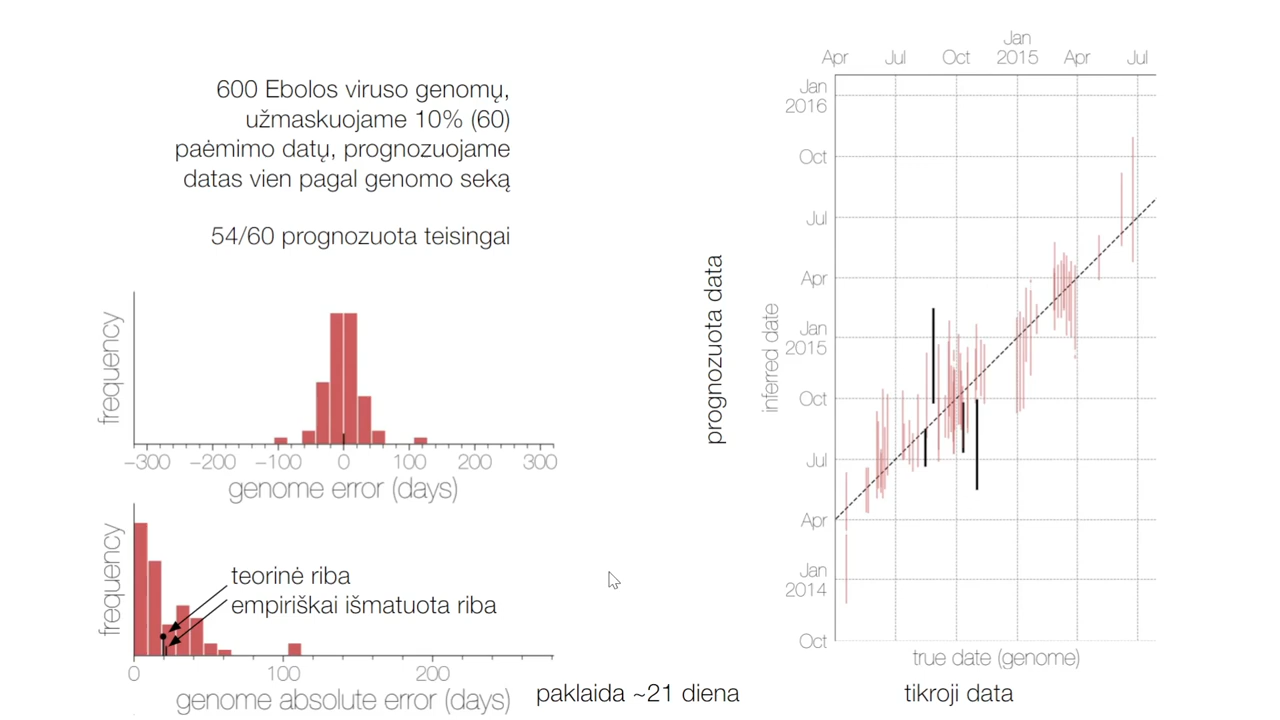 600 Ebolos viruso genomų,
užmaskuojame 10% (60)
paėmimo datų, prognozuojame
datas vien pagal genomo seką
54/60 prognozuota teisingai
frequency
−300 −200 −100 0 100 200 300
genome error (days)
frequency
teorinė riba
empiriškai išmatuota riba
0 100 200
genome absolute error (days)
paklaida ~21 diena
Jan
Apr Jul Oct 2015 Apr Jul
prognozuota data
inferred date
Jan
2016
Oct
Jul
Apr
Jan
2015
Oct
Jul
Apr
Jan
2014
Oct
true date (genome)
tikroji data